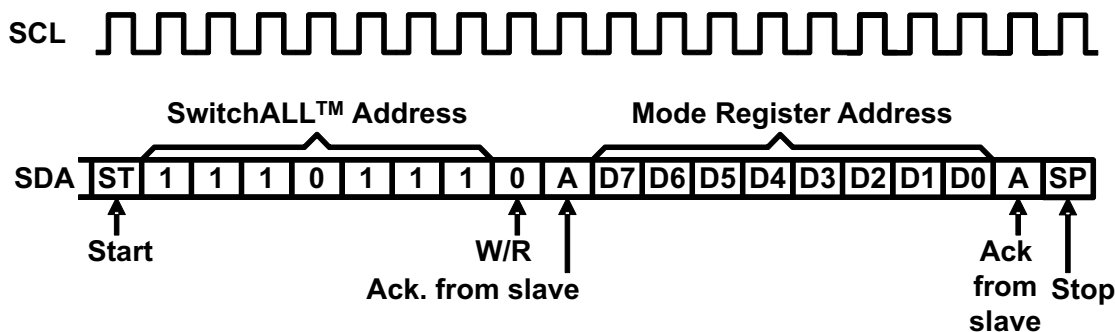 SCL
SwitchALL™ Address
Mode Register Address
SDA ST 1 1 1 0 1 1 1 0 A D7 D6 D5 D4 D3 D2 D1 D0 A SP
Start
W/R
Ack. from slave
Ack
from
slave
Stop